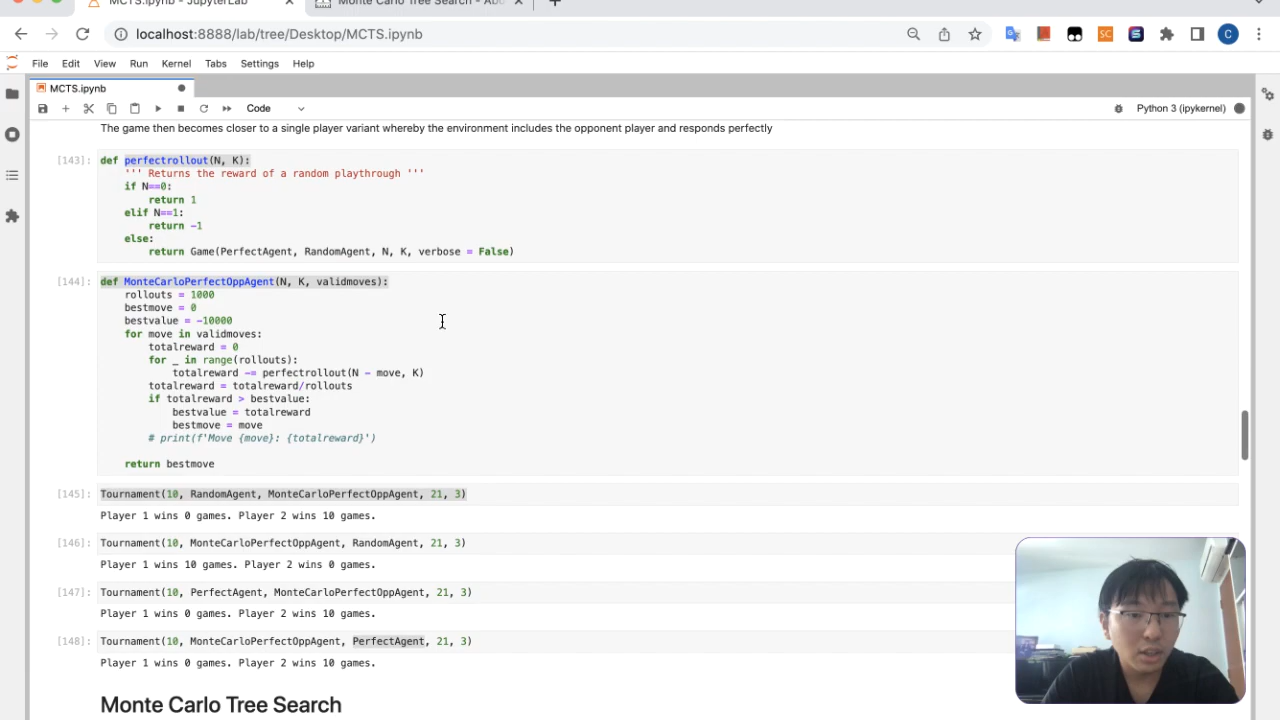 MCTS.ipynb - JupyterLab
Monte Carlo Tree Search - Abo
localhost:8888/lab/tree/Desktop/MCTS.ipynb
SC
C
File Edit View Run Kernel Tabs Settings Help
MCTS.ipynb
Code
Python 3 (ipykernel)
The game then becomes closer to a single player variant whereby the environment includes the opponent player and responds perfectly
[143]: def perfectrollout(N, K):
''' Returns the reward of a random playthrough '''
if N==0:
return 1
elif N==1:
return -1
else:
return Game(PerfectAgent, RandomAgent, N, K, verbose = False)
[144]: def MonteCarloPerfectOppAgent(N, K, validmoves):
rollouts = 1000
bestmove = 0
bestvalue = -10000
for move in validmoves:
totalreward = 0
for _ in range(rollouts):
totalreward -= perfectrollout(N - move, K)
totalreward = totalreward/rollouts
if totalreward > bestvalue:
bestvalue = totalreward
bestmove = move
# print(f'Move {move}: {totalreward}')
return bestmove
[145]: Tournament(10, RandomAgent, MonteCarloPerfectOppAgent, 21, 3)
Player 1 wins 0 games. Player 2 wins 10 games.
[146]: Tournament(10, MonteCarloPerfectOppAgent, RandomAgent, 21, 3)
Player 1 wins 10 games. Player 2 wins 0 games.
[147]: Tournament(10, PerfectAgent, MonteCarloPerfectOppAgent, 21, 3)
Player 1 wins 0 games. Player 2 wins 10 games.
[148]: Tournament(10, MonteCarloPerfectOppAgent, PerfectAgent, 21, 3)
Player 1 wins 0 games. Player 2 wins 10 games.
Monte Carlo Tree Search